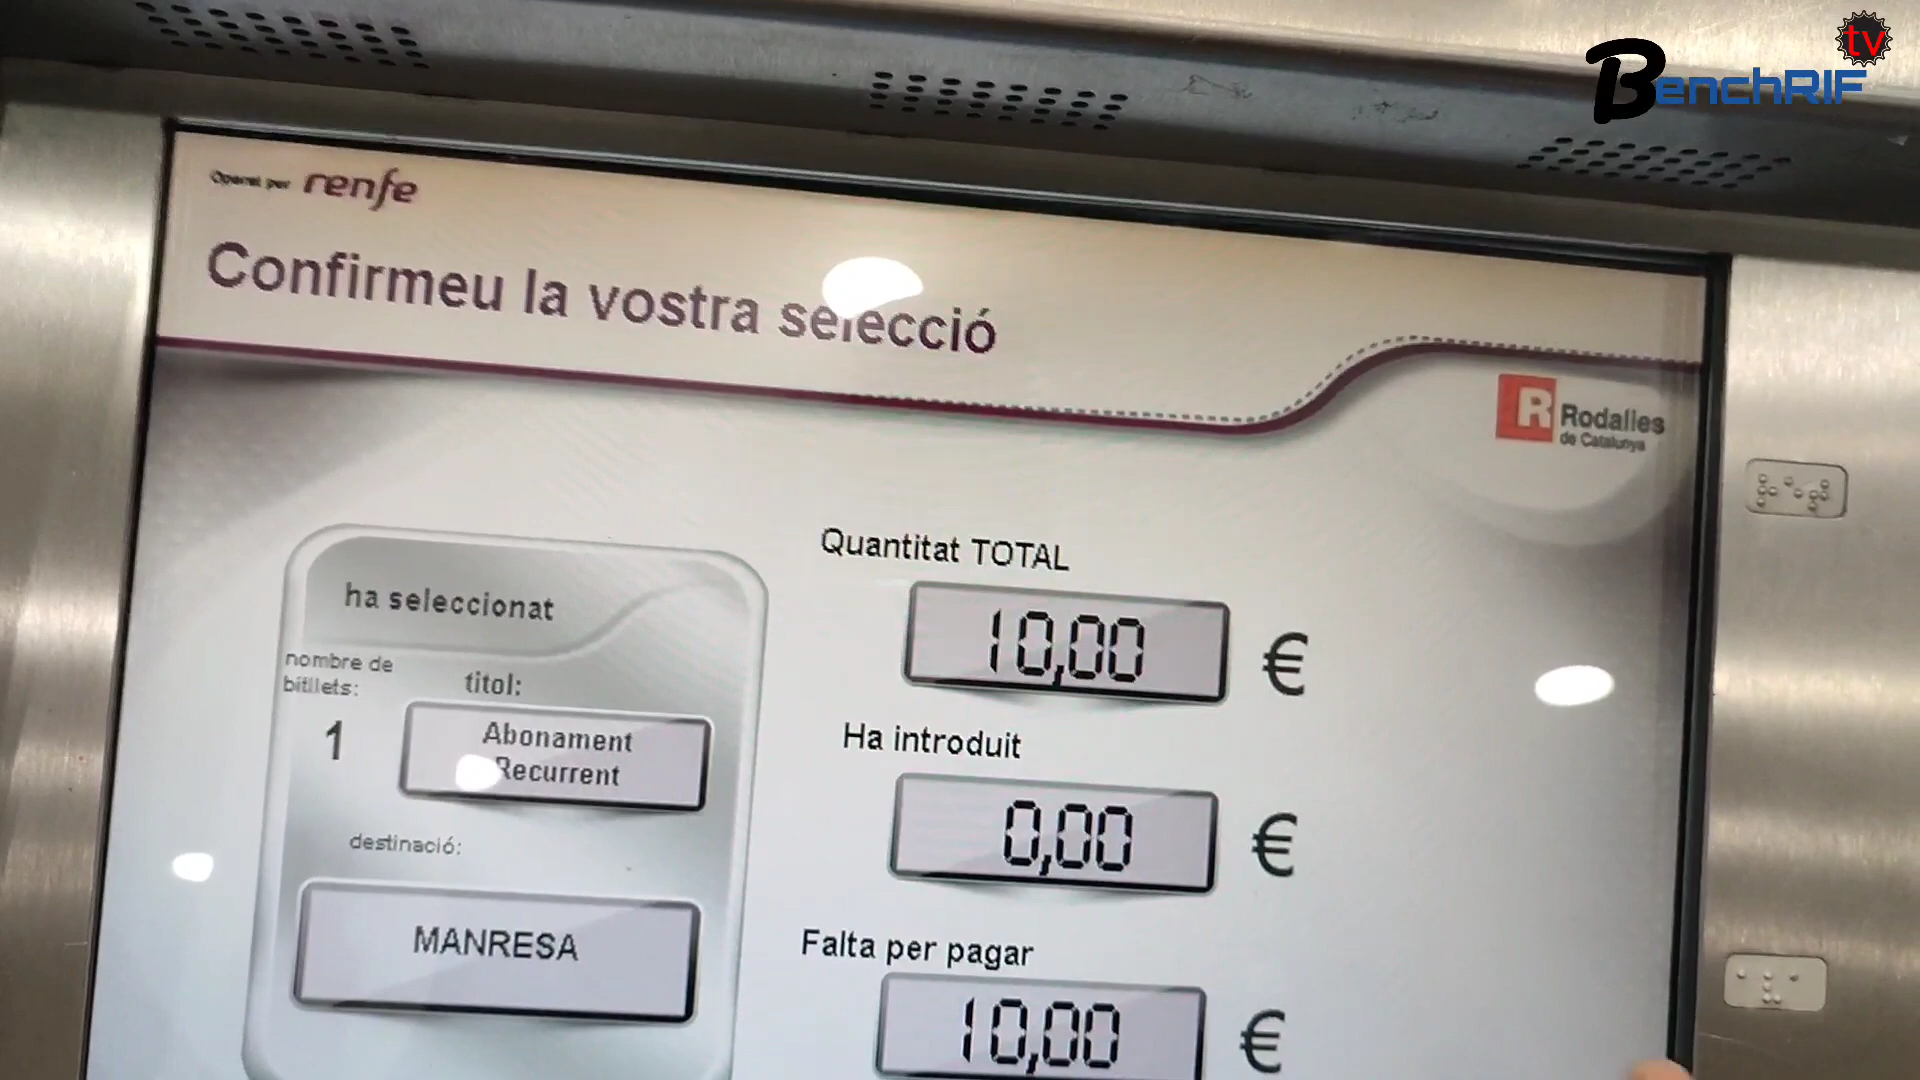 BenchRIF tv
Operat per renfe
Confirmeu la vostra selecció
R Rodalies
de Catalunya
Quantitat TOTAL
10,00 €
ha seleccionat
nombre de
bitllets:
títol:
1
Abonament
Recurrent
Ha introduit
0,00 €
destinació:
MANRESA
Falta per pagar
10,00 €